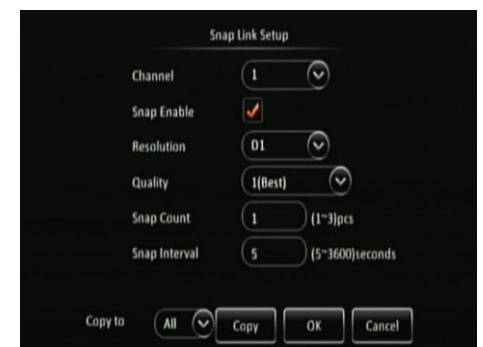 Snap Link Setup
Channel 1
Snap Enable
Resolution D1
Quality 1(Best)
Snap Count 1 (1~3)pcs
Snap Interval 5 (5~3600)seconds
Copy to All Copy OK Cancel